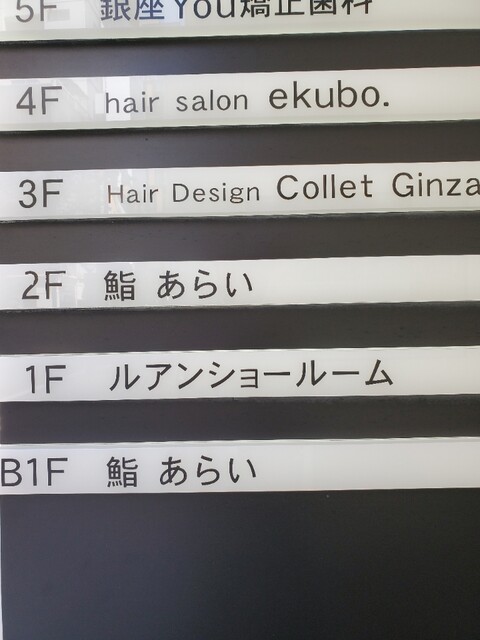 5F 銀座You矯正歯科
4F hair salon ekubo.
3F Hair Design Collet Ginza
2F 鮨 あらい
1F ルアンショールーム
B1F 鮨 あらい